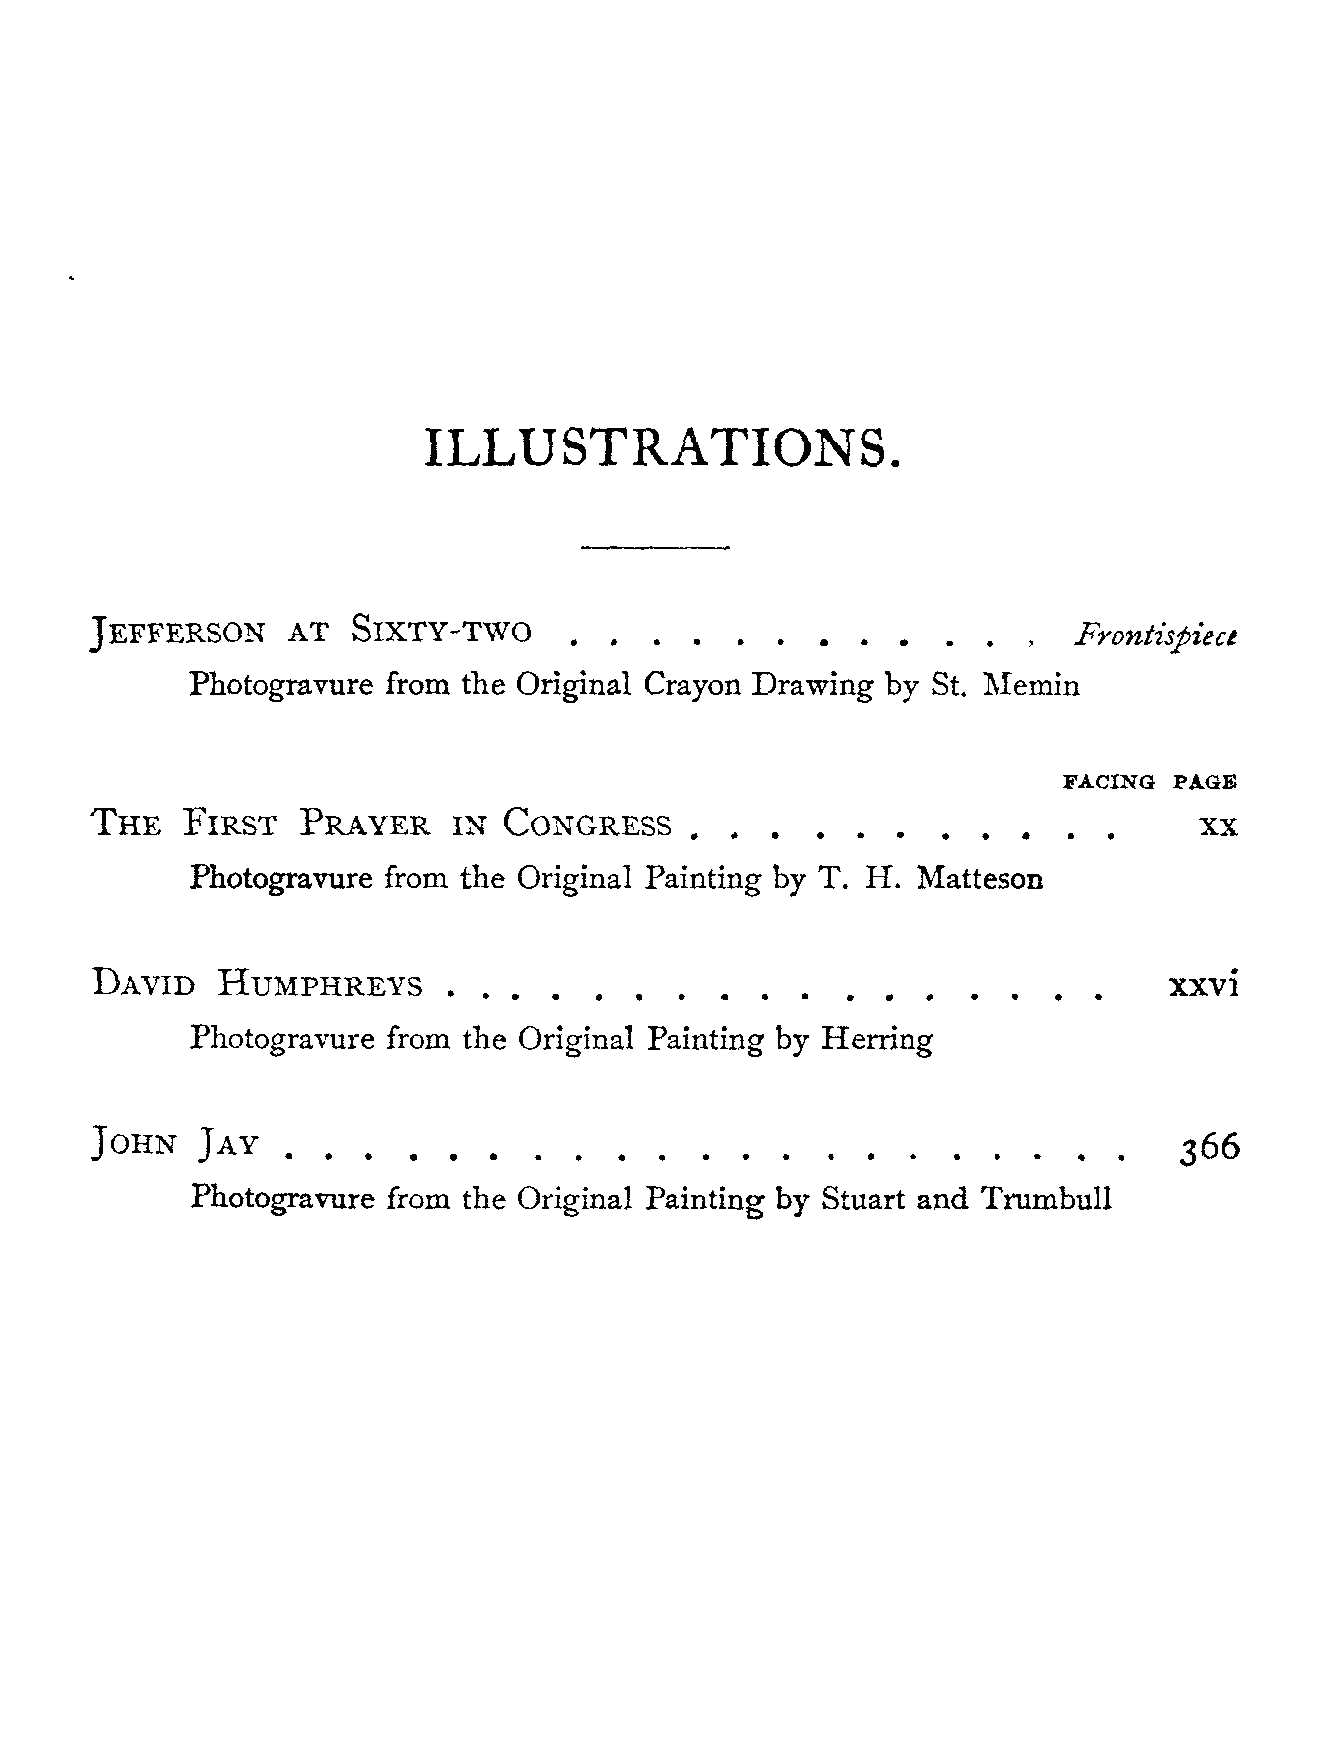 ILLUSTRATIONS.
JEFFERSON AT SIXTY-TWO . . . . . . . . . . . . Frontispiece
Photogravure from the Original Crayon Drawing by St. Memin
FACING PAGE
THE FIRST PRAYER IN CONGRESS . . . . . . . . . . . xx
Photogravure from the Original Painting by T. H. Matteson
DAVID HUMPHREYS . . . . . . . . . . . . . . . . . xxvi
Photogravure from the Original Painting by Herring
JOHN JAY . . . . . . . . . . . . . . . . . . . . . 366
Photogravure from the Original Painting by Stuart and Trumbull